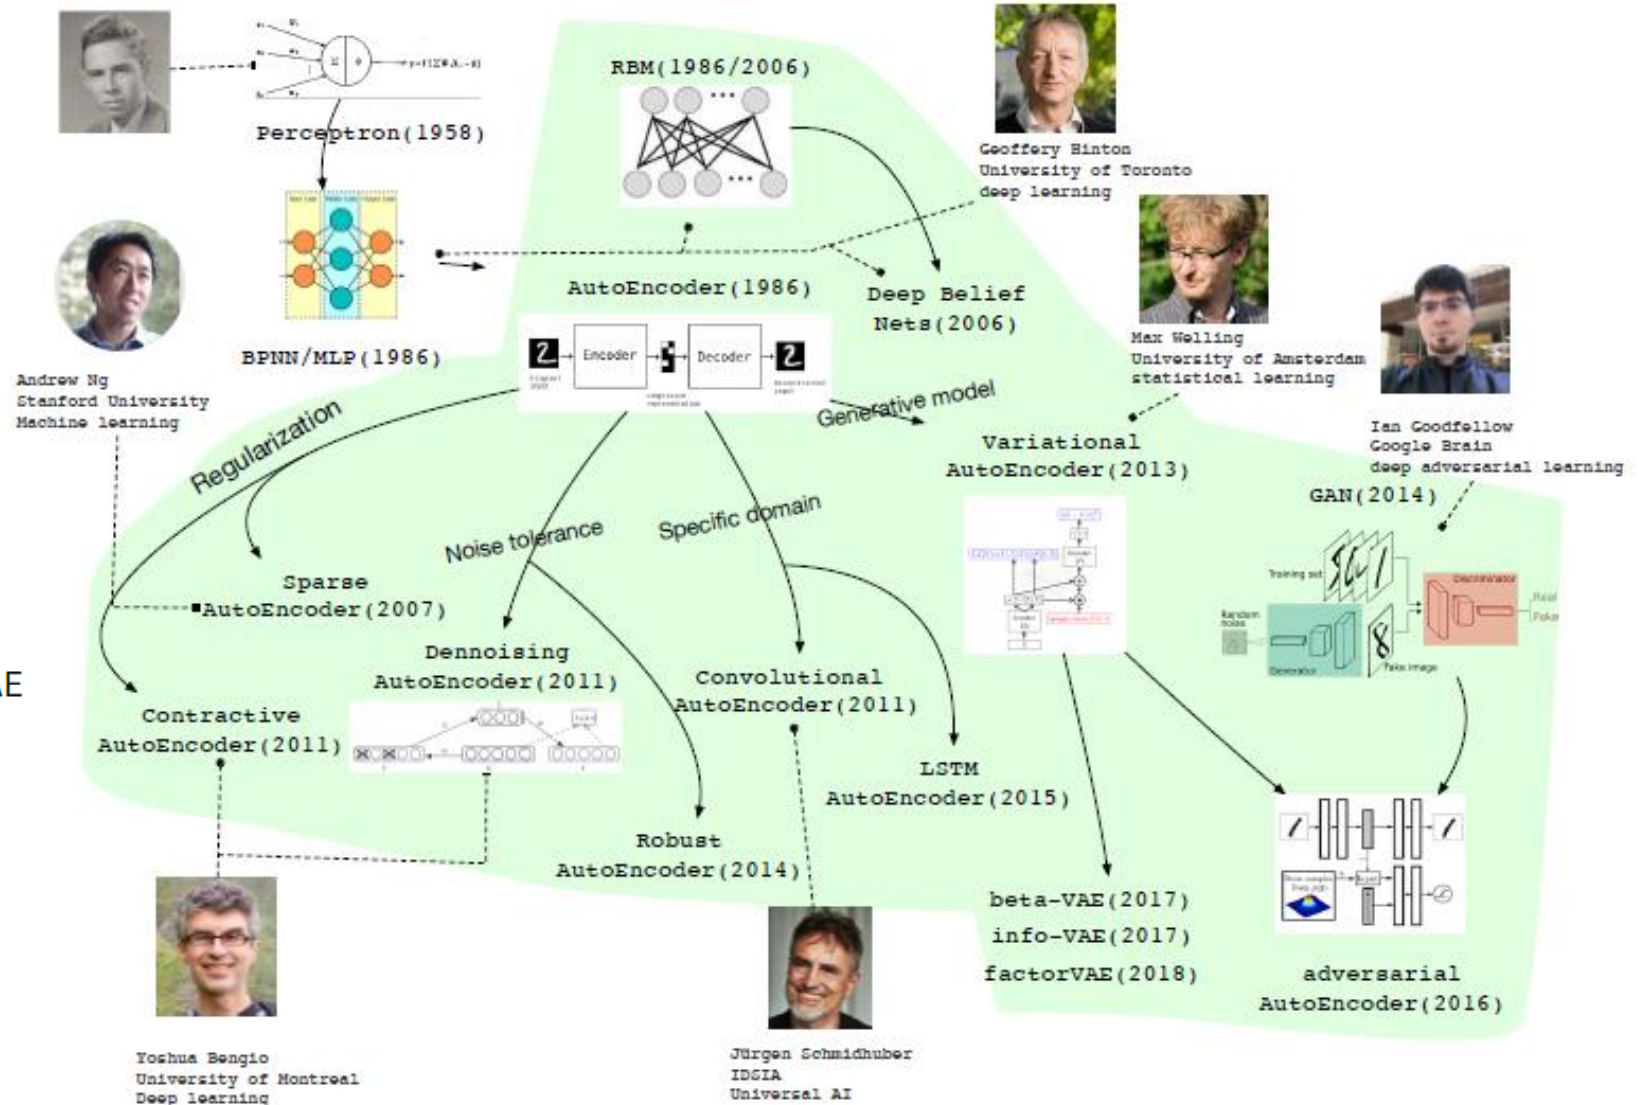 RBM(1986/2006)
Perceptron(1958)
Geoffery Hinton
University of Toronto
deep learning
AutoEncoder(1986)
Deep Belief
Nets(2006)
BPNN/MLP(1986)
Encoder
Decoder
Max Welling
University of Amsterdam
statistical learning
Andrew Ng
Stanford University
Machine learning
Regularization
Generative model
Variational
AutoEncoder(2013)
Ian Goodfellow
Google Brain
deep adversarial learning
GAN(2014)
Noise tolerance
Specific domain
Training set
Discriminator
Random
noise
Real
Fake
Generator
Fake image
Sparse
AutoEncoder(2007)
Dennoising
AutoEncoder(2011)
Convolutional
AutoEncoder(2011)
AE
Contractive
AutoEncoder(2011)
LSTM
AutoEncoder(2015)
Robust
AutoEncoder(2014)
beta-VAE(2017)
info-VAE(2017)
factorVAE(2018)
adversarial
AutoEncoder(2016)
Yoshua Bengio
University of Montreal
Deep learning
Jürgen Schmidhuber
IDSIA
Universal AI